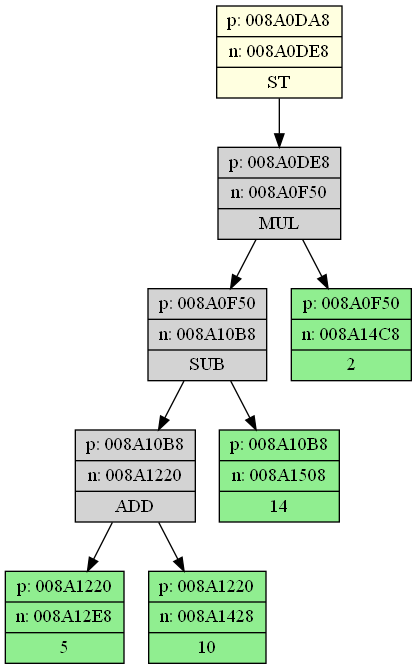 p: 008A0DA8
n: 008A0DE8
ST
p: 008A0DE8
n: 008A0F50
MUL
p: 008A0F50
n: 008A10B8
SUB
p: 008A0F50
n: 008A14C8
2
p: 008A10B8
n: 008A1220
ADD
p: 008A10B8
n: 008A1508
14
p: 008A1220
n: 008A12E8
5
p: 008A1220
n: 008A1428
10